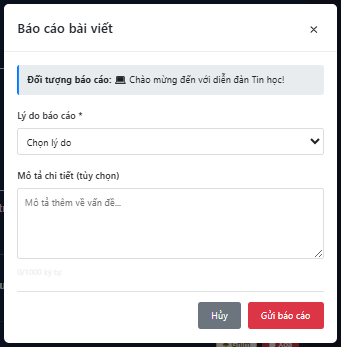 Báo cáo bài viết
×
Đối tượng báo cáo: 💻 Chào mừng đến với diễn đàn Tin học!
Lý do báo cáo *
Chọn lý do
Mô tả chi tiết (tùy chọn)
Mô tả thêm về vấn đề...
0/1000 ký tự
Hủy
Gửi báo cáo